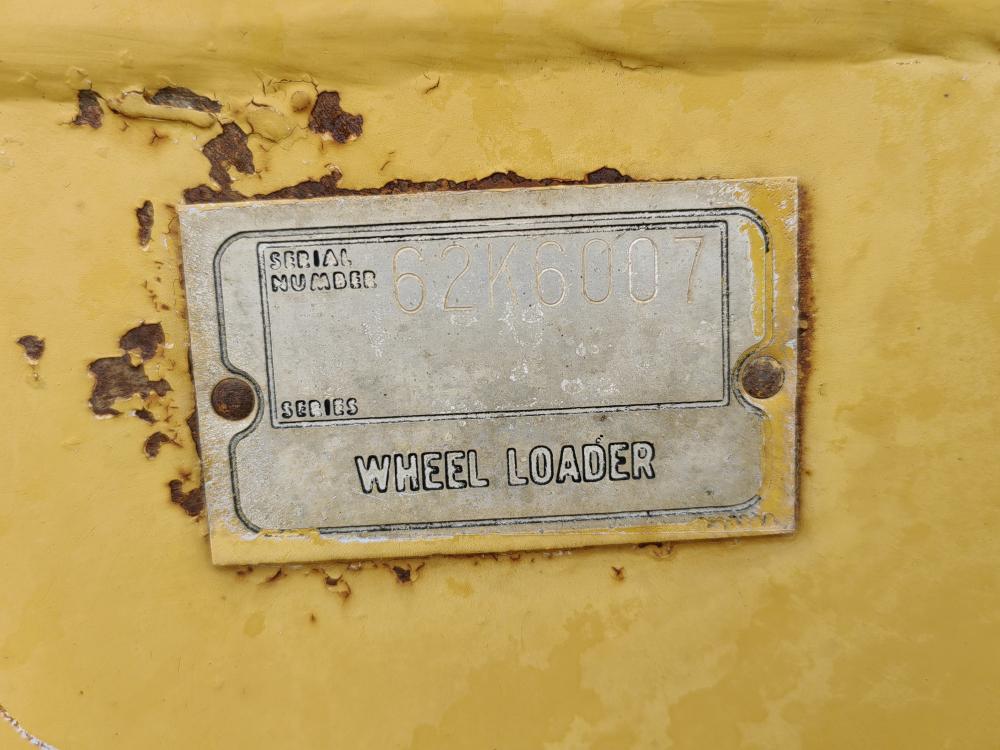 SERIAL
NUMBER 62K6007
SERIES
WHEEL LOADER